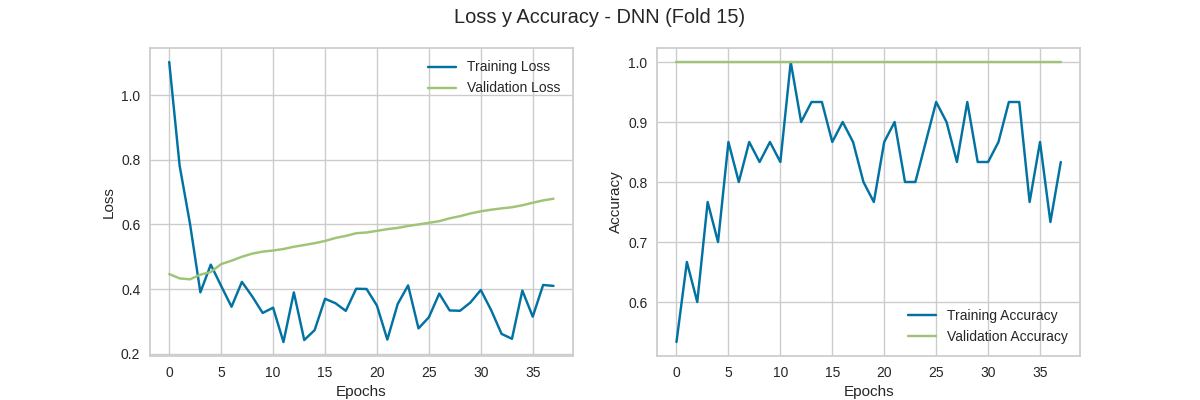 Loss y Accuracy - DNN (Fold 15)
Training Loss
Validation Loss
1.0
0.8
0.6
0.4
0.2
Loss
0 5 10 15 20 25 30 35
Epochs
1.0
0.9
0.8
0.7
0.6
Accuracy
Training Accuracy
Validation Accuracy
0 5 10 15 20 25 30 35
Epochs